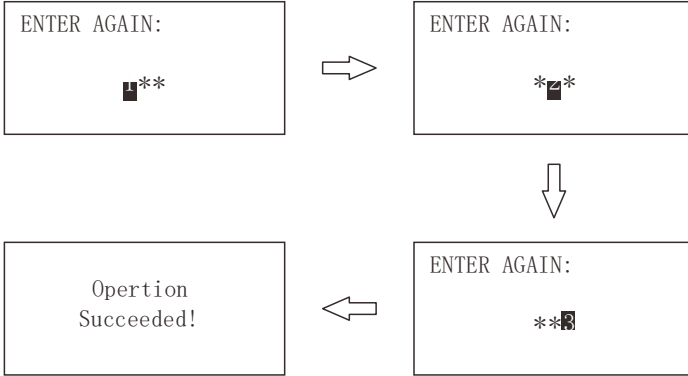 ENTER AGAIN:
1**
ENTER AGAIN:
*2*
ENTER AGAIN:
**3
Opertion
Succeeded!